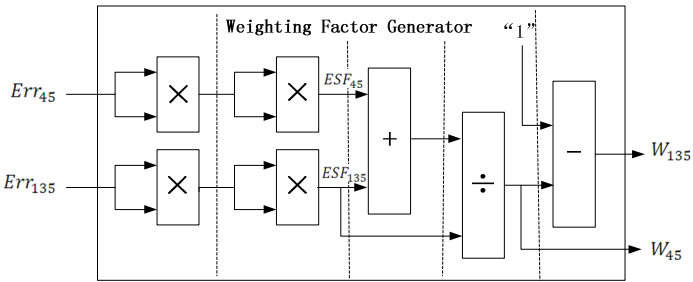 Weighting Factor Generator
“1”
Err45
×
×
ESF45
+
÷
−
W135
Err135
×
×
ESF135
W45